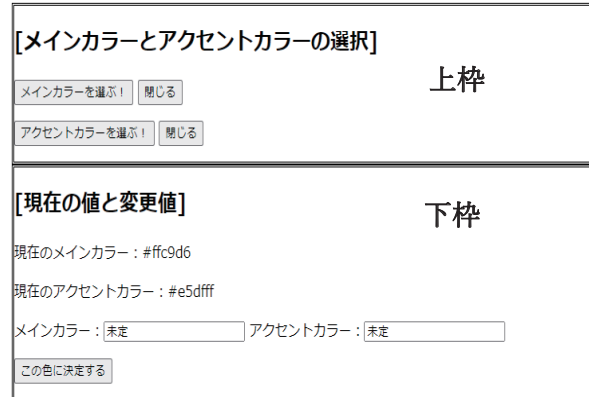 [メインカラーとアクセントカラーの選択]
上枠
メインカラーを選ぶ! 閉じる
アクセントカラーを選ぶ! 閉じる
[現在の値と変更値]
下枠
現在のメインカラー:#ffc9d6
現在のアクセントカラー:#e5dfff
メインカラー:未定 アクセントカラー:未定
この色に決定する